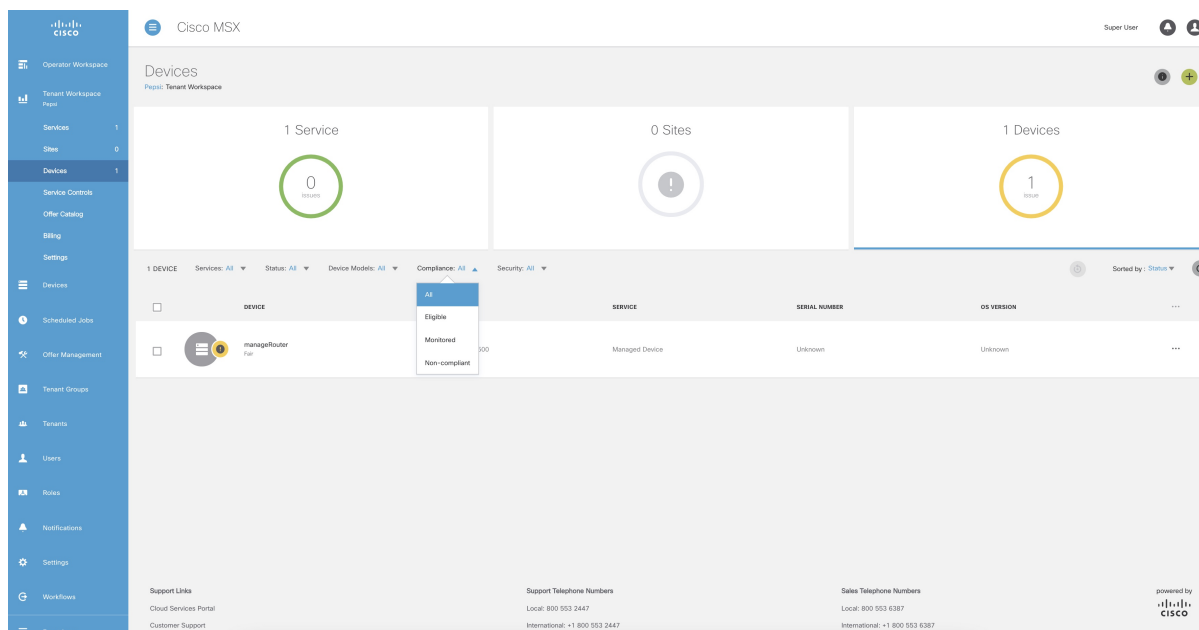 CISCO
Cisco MSX
Super User
Operator Workspace
Tenant Workspace
Pepsi
Services 1
Sites 0
Devices 1
Service Controls
Offer Catalog
Billing
Settings
Devices
Scheduled Jobs
Offer Management
Tenant Groups
Tenants
Users
Roles
Notifications
Settings
Workflows
Devices
Pepsi: Tenant Workspace
1 Service
0
Issues
0 Sites
!
1 Devices
1
Issue
1 DEVICE Services: All Status: All Device Models: All Compliance: All Security: All Sorted by : Status
All
Eligible
Monitored
Non-compliant
DEVICE SERVICE SERIAL NUMBER OS VERSION ...
manageRouter 500 Managed Device Unknown Unknown ...
Fair
Support Links
Cloud Services Portal
Customer Support
Support Telephone Numbers
Local: 800 553 2447
International: +1 800 553 2447
Sales Telephone Numbers
Local: 800 553 6387
International: +1 800 553 6387
powered by
CISCO